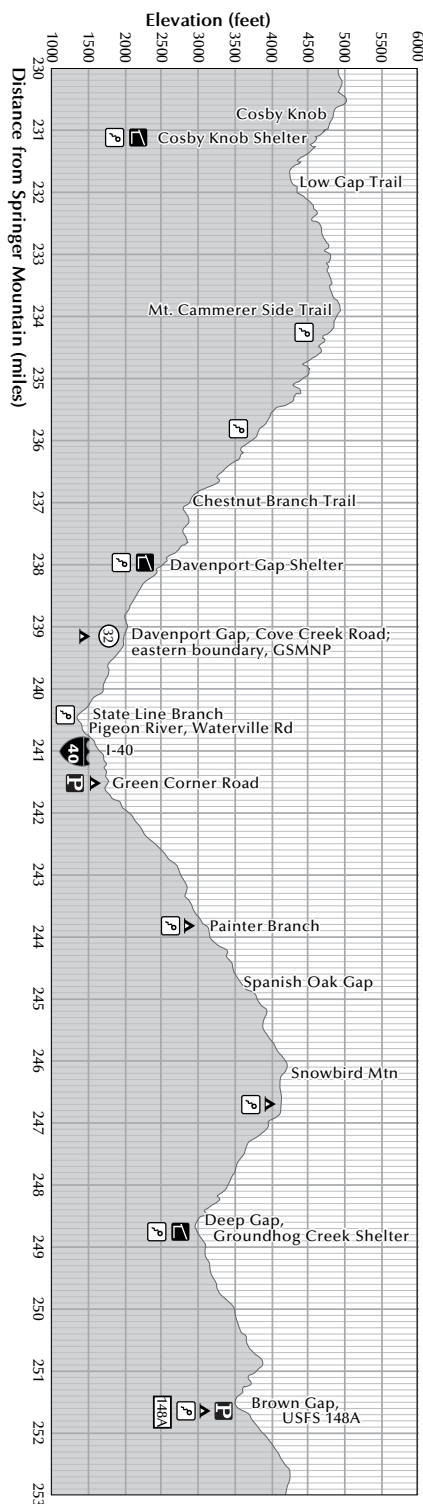 Elevation (feet)
1000 1500 2000 2500 3000 3500 4000 4500 5000 5500 6000
Distance from Springer Mountain (miles)
230
Cosby Knob
231
Cosby Knob Shelter
Low Gap Trail
232
233
Mt. Cammerer Side Trail
234
235
236
237
Chestnut Branch Trail
238
Davenport Gap Shelter
239
32
Davenport Gap, Cove Creek Road;
eastern boundary, GSMNP
240
State Line Branch
Pigeon River, Waterville Rd
241
40
I-40
P
Green Corner Road
242
243
244
Painter Branch
Spanish Oak Gap
245
246
Snowbird Mtn
247
248
Deep Gap,
Groundhog Creek Shelter
249
250
251
Brown Gap,
USFS 148A
148A
P
252
253